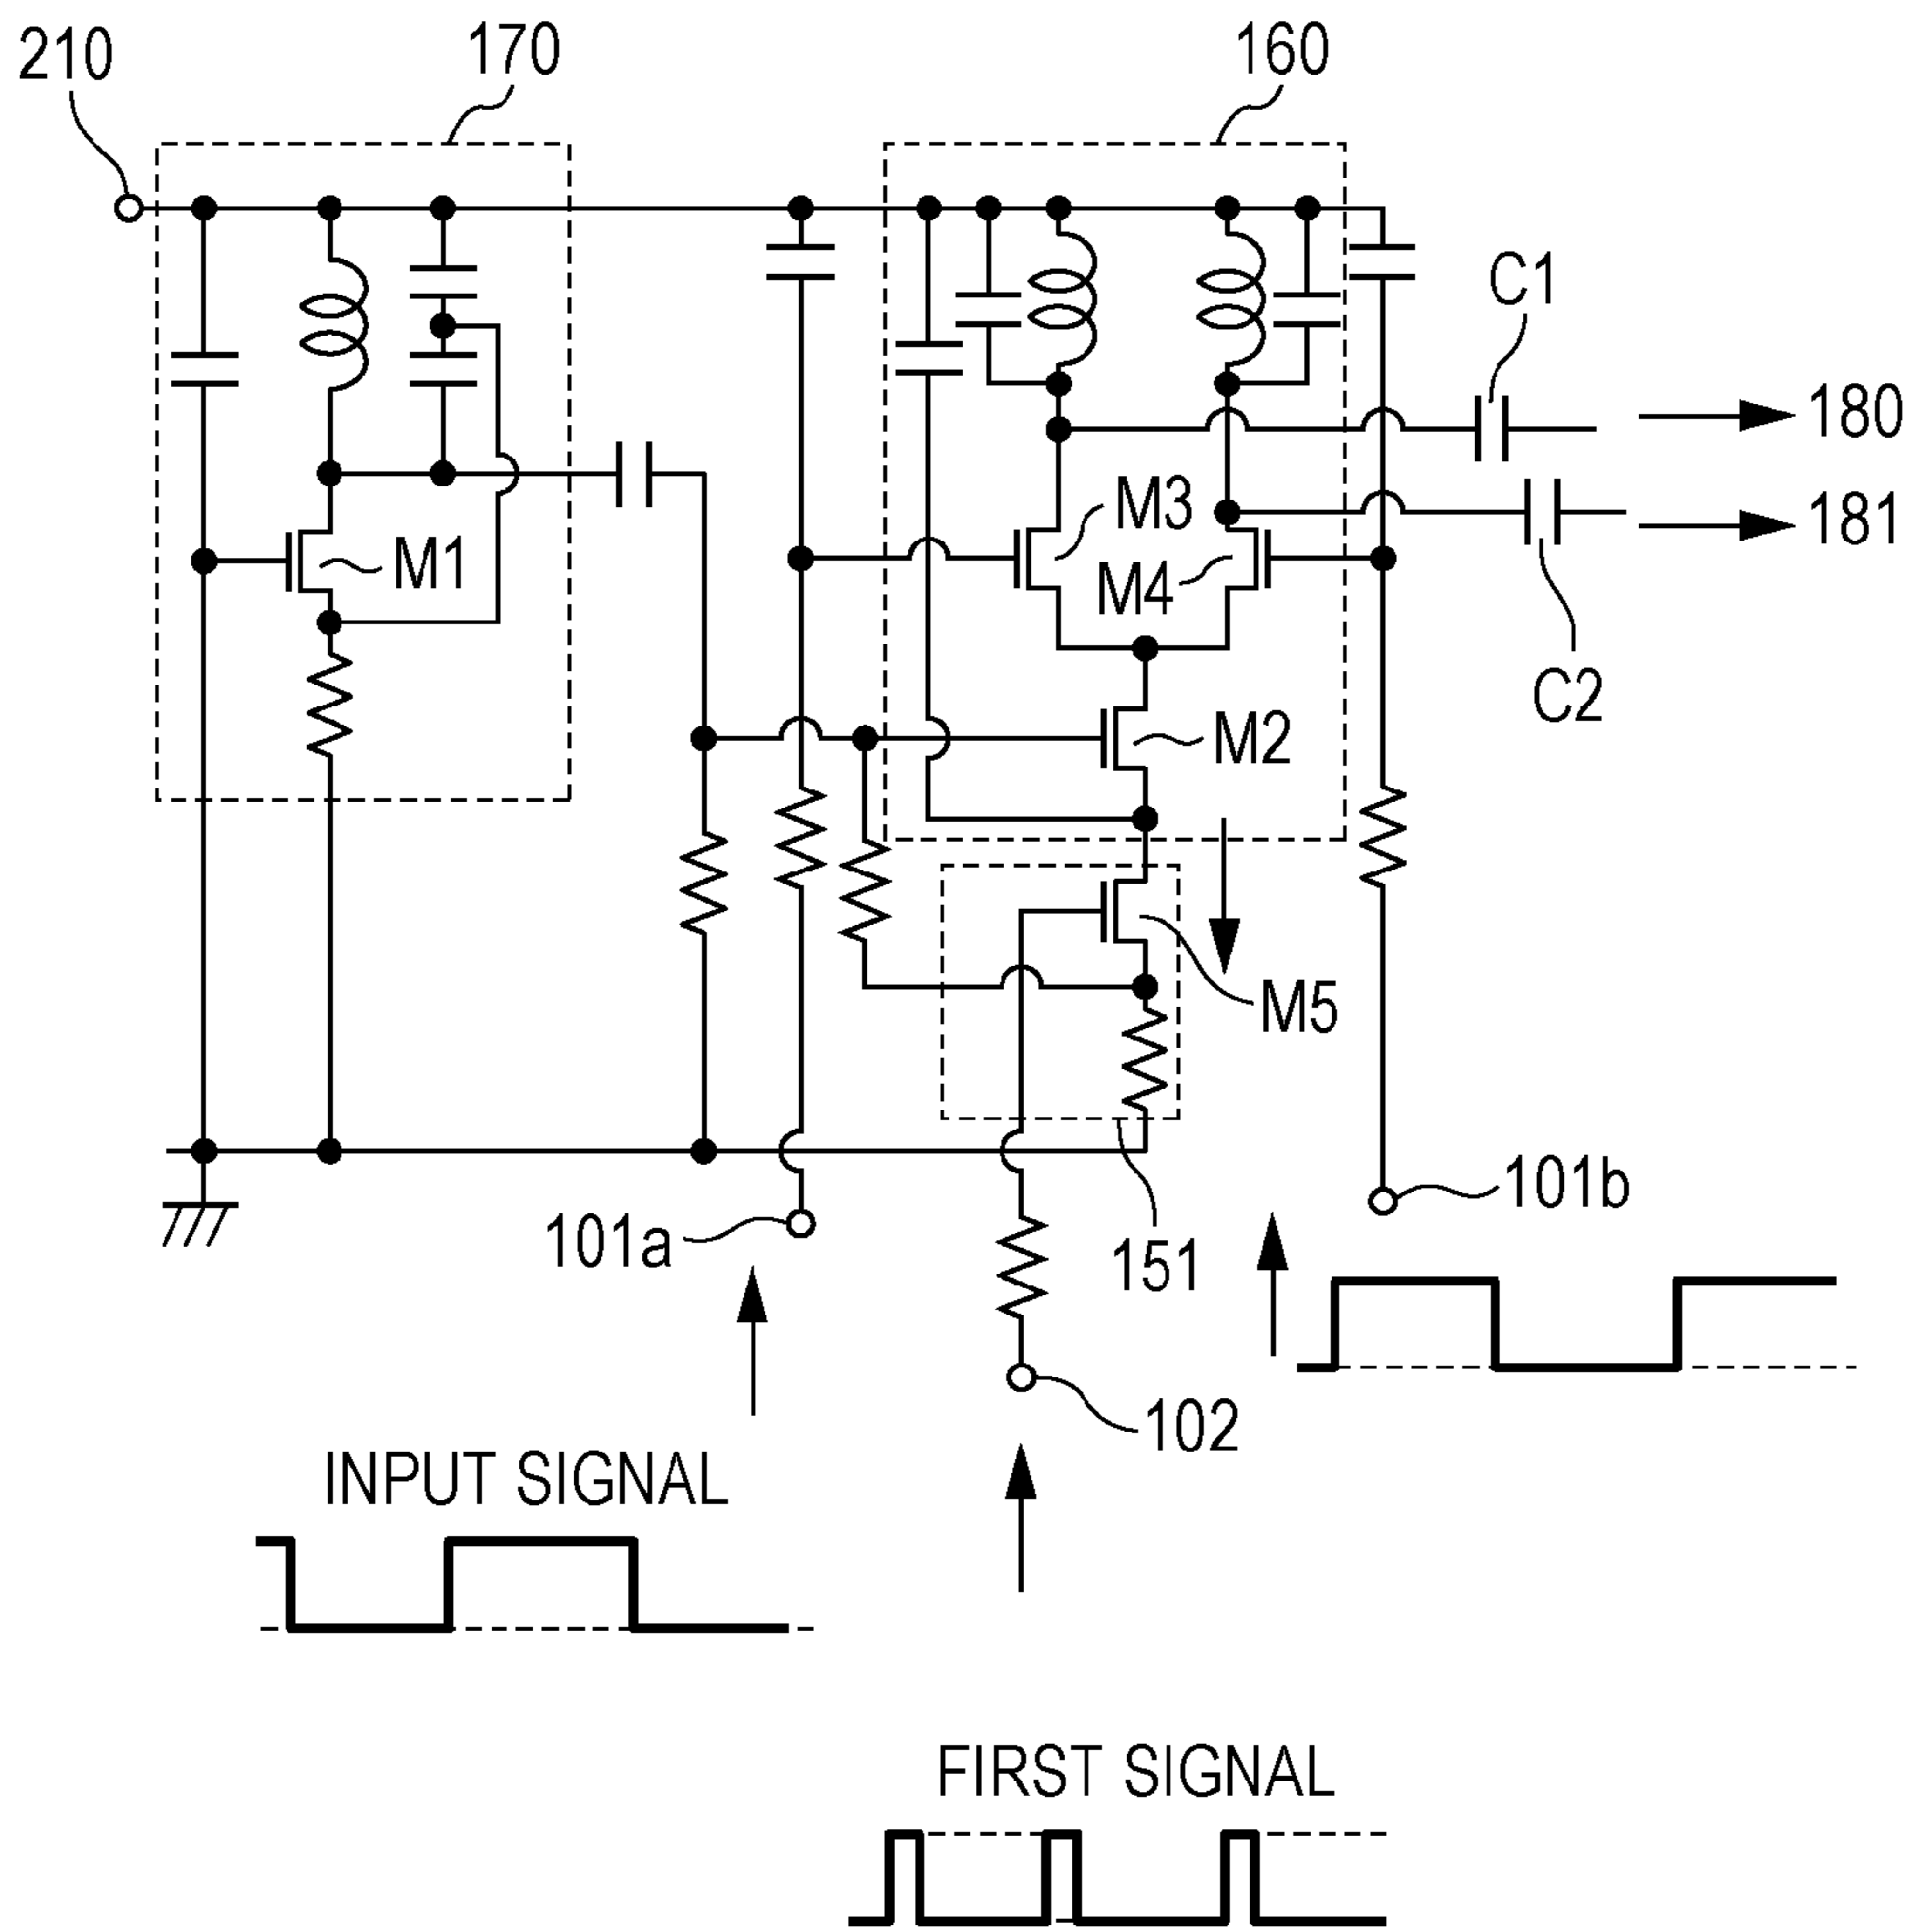 210
170
160
C1
180
M3
181
M1
M4
C2
M2
M5
101b
101a
151
102
INPUT SIGNAL
FIRST SIGNAL